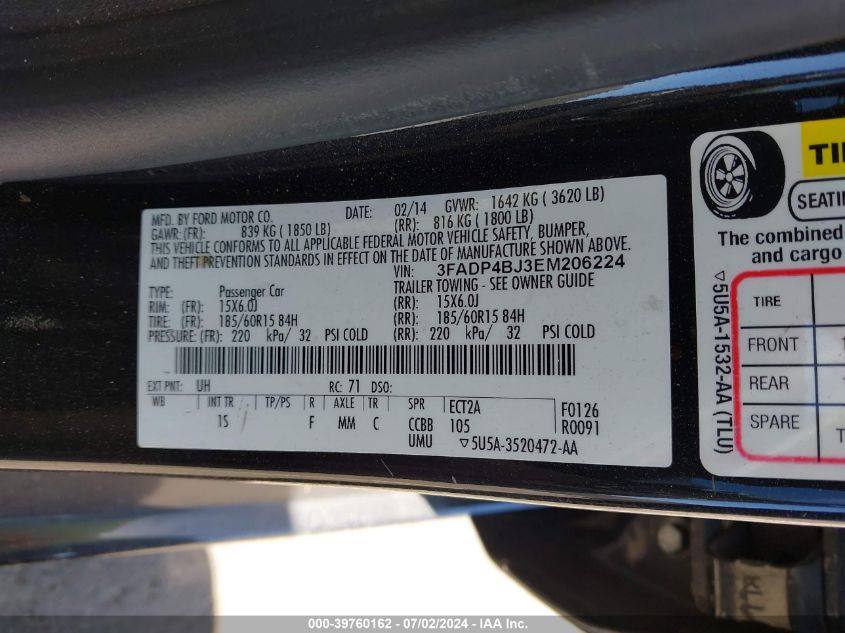 MFD. BY FORD MOTOR CO. DATE: 02/14 GVWR: 1642 KG ( 3620 LB)
GAWR: (FR): 839 KG ( 1850 LB) (RR): 816 KG ( 1800 LB)
THIS VEHICLE CONFORMS TO ALL APPLICABLE FEDERAL MOTOR VEHICLE SAFETY, BUMPER,
AND THEFT PREVENTION STANDARDS IN EFFECT ON THE DATE OF MANUFACTURE SHOWN ABOVE.
VIN: 3FADP4BJ3EM206224
TYPE: Passenger Car TRAILER TOWING - SEE OWNER GUIDE
RIM: (FR): 15X6.0J (RR): 15X6.0J
TIRE: (FR): 185/60R15 84H (RR): 185/60R15 84H
PRESSURE: (FR): 220 kPa/ 32 PSI COLD (RR): 220 kPa/ 32 PSI COLD
EXT PNT: UH RC: 71 DSO:
WB INT TR TP/PS R AXLE TR SPR ECT2A F0126
IS F MM C CCBB 105 R0091
UMU ▽5U5A-3520472-AA
SEATIN
The combined
and cargo
TIRE
FRONT
REAR
SPARE
▽5U5A-1532-AA (TLU)
000-39760162 - 07/02/2024 - IAA Inc.